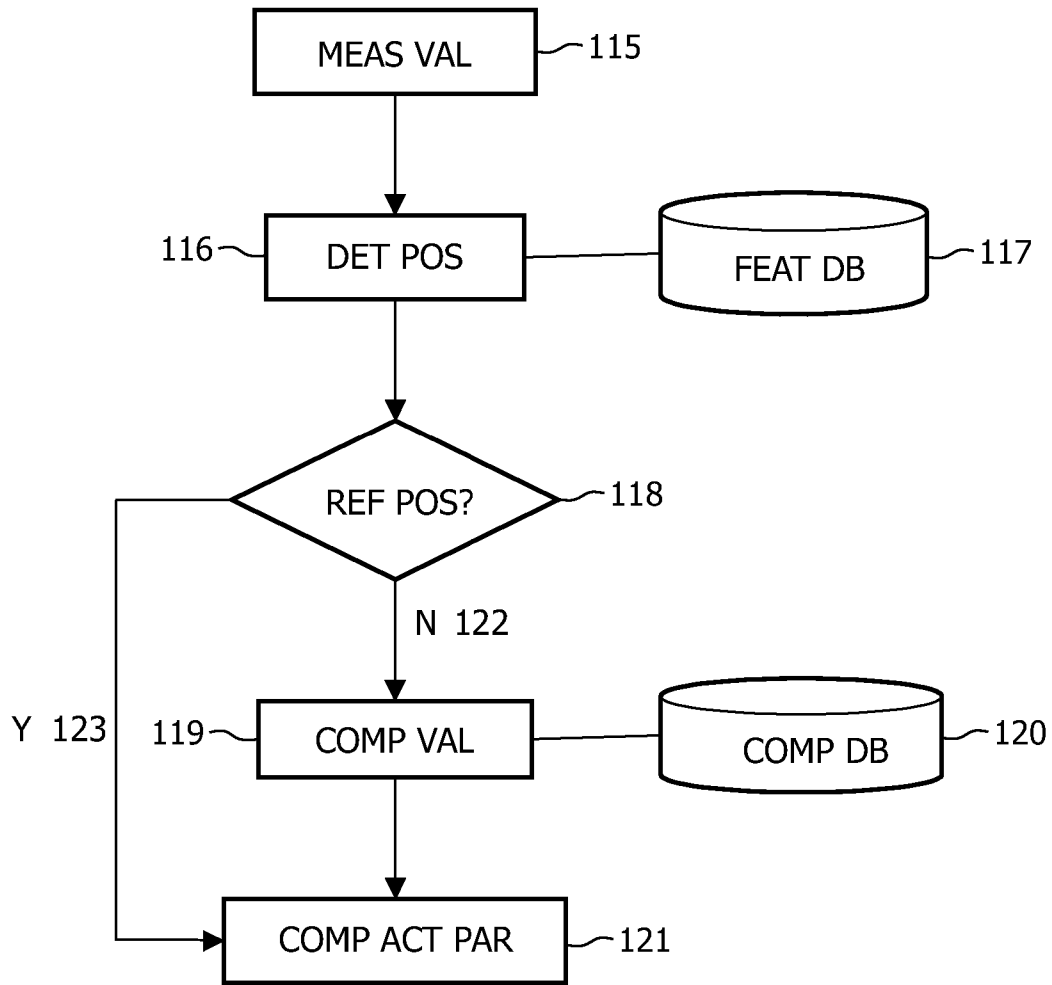 MEAS VAL
115
116
DET POS
FEAT DB
117
REF POS?
118
N 122
Y 123
119
COMP VAL
COMP DB
120
COMP ACT PAR
121